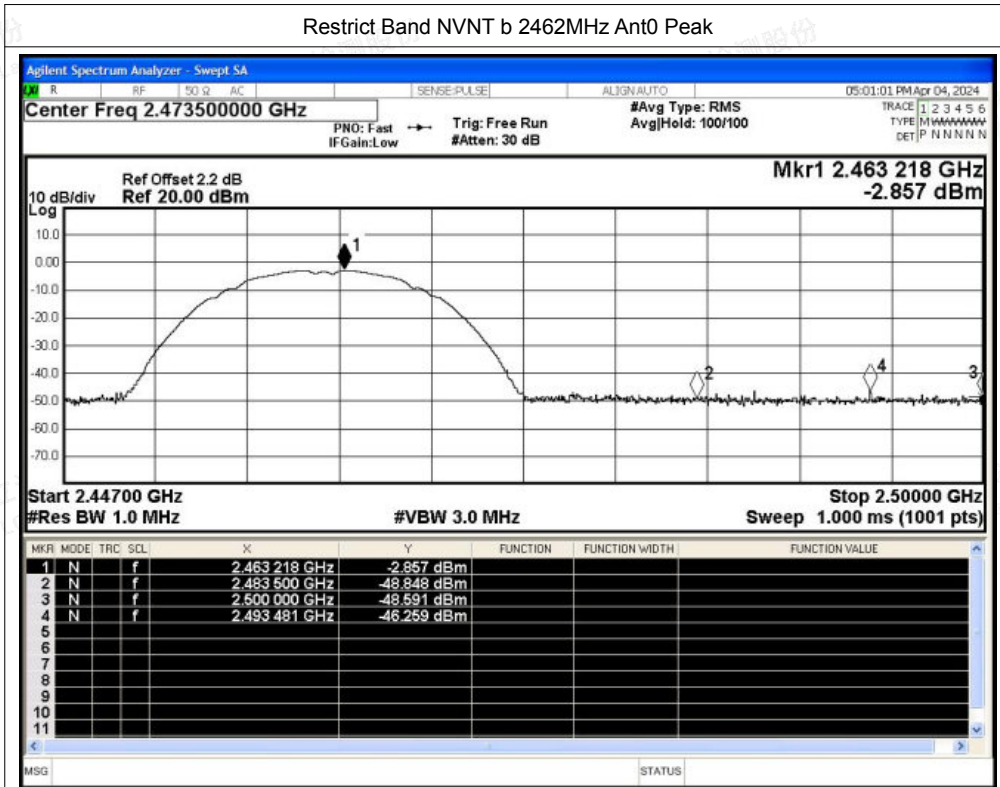 Restrict Band NVNT b 2462MHz Ant0 Peak
Agilent Spectrum Analyzer - Swept SA
R RF 50 Ω AC SENSE:PULSE ALIGN AUTO 05:01:01 PM Apr 04, 2024
Center Freq 2.473500000 GHz
PNO: Fast
IFGain:Low
Trig: Free Run
#Atten: 30 dB
#Avg Type: RMS
Avg|Hold: 100/100
TRACE 1 2 3 4 5 6
TYPE M
DET P N N N N N
Mkr1 2.463 218 GHz
-2.857 dBm
Ref Offset 2.2 dB
10 dB/div Ref 20.00 dBm
Log
10.0
0.00
-10.0
-20.0
-30.0
-40.0
-50.0
-60.0
-70.0
1
2
4
3
Start 2.44700 GHz Stop 2.50000 GHz
#Res BW 1.0 MHz #VBW 3.0 MHz Sweep 1.000 ms (1001 pts)
MKR MODE TRC SCL X Y FUNCTION FUNCTION WIDTH FUNCTION VALUE
1 N f 2.463 218 GHz -2.857 dBm
2 N f 2.483 500 GHz -48.848 dBm
3 N f 2.500 000 GHz -48.591 dBm
4 N f 2.493 481 GHz -46.259 dBm
5
6
7
8
9
10
11
MSG STATUS